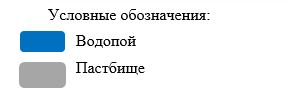 Условные обозначения:
Водопой
Пастбище